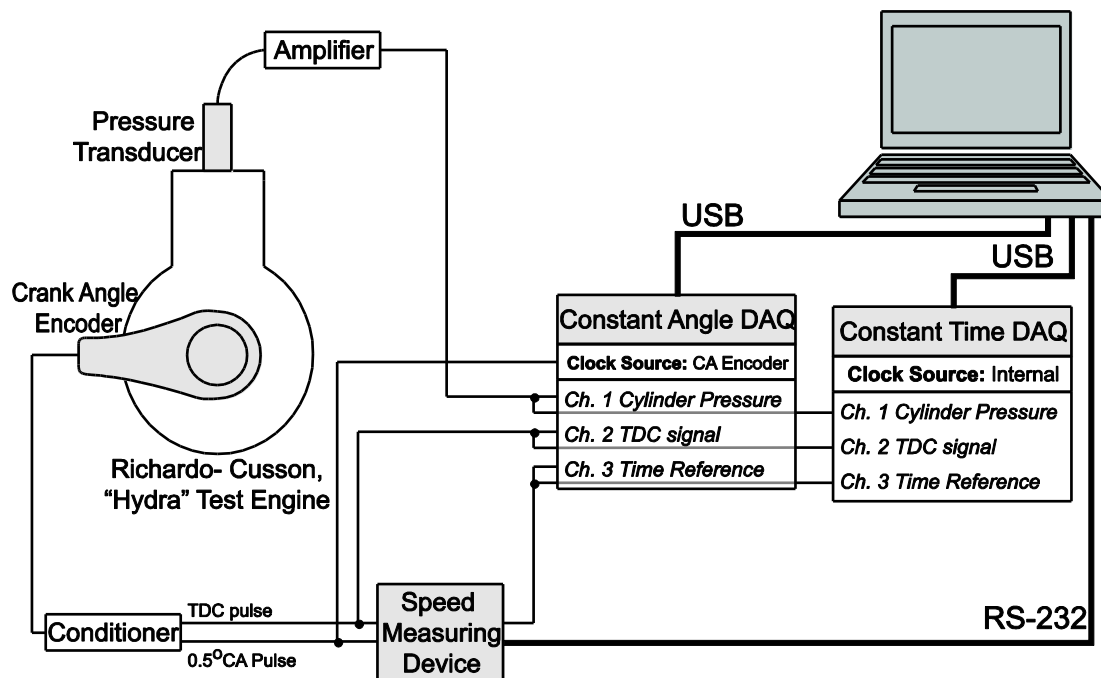 Amplifier
Pressure
Transducer
USB
USB
Crank Angle
Encoder
Constant Angle DAQ
Clock Source: CA Encoder
Ch. 1 Cylinder Pressure
Ch. 2 TDC signal
Ch. 3 Time Reference
Constant Time DAQ
Clock Source: Internal
Ch. 1 Cylinder Pressure
Ch. 2 TDC signal
Ch. 3 Time Reference
Richardo- Cusson,
“Hydra” Test Engine
TDC pulse
Conditioner
0.5⁰CA Pulse
Speed
Measuring
Device
RS-232